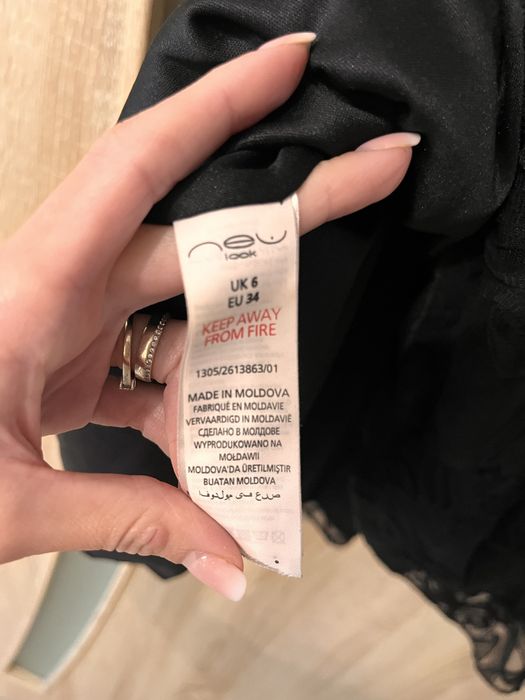 new
look
UK 6
EU 34
KEEP AWAY
FROM FIRE
1305/2613863/01
MADE IN MOLDOVA
FABRIQUÉ EN MOLDAVIE
VERVAARDIGD IN MOLDAVIË
СДЕЛАНО В МОЛДОВЕ
WYPRODUKOWANO NA
MOŁDAWII
MOLDOVA'DA ÜRETILMIŞTIR
BUATAN MOLDOVA
صنع في مولدوفا